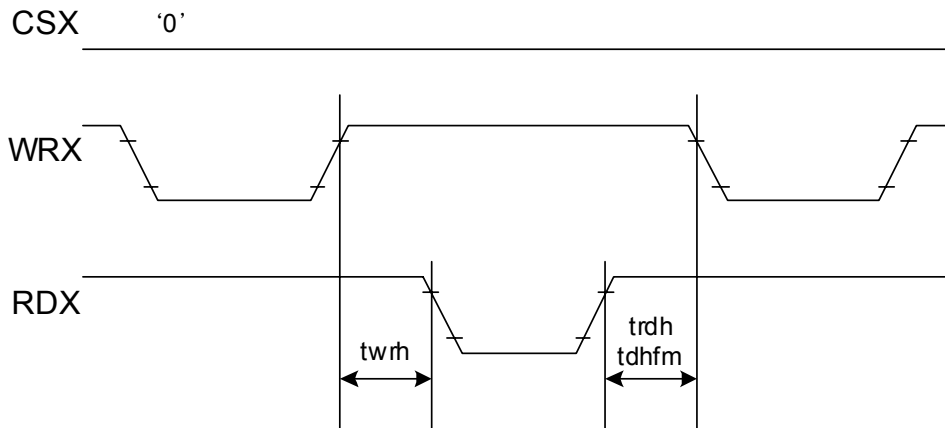 CSX '0'
WRX
RDX
twrh
trdh
tdhfm